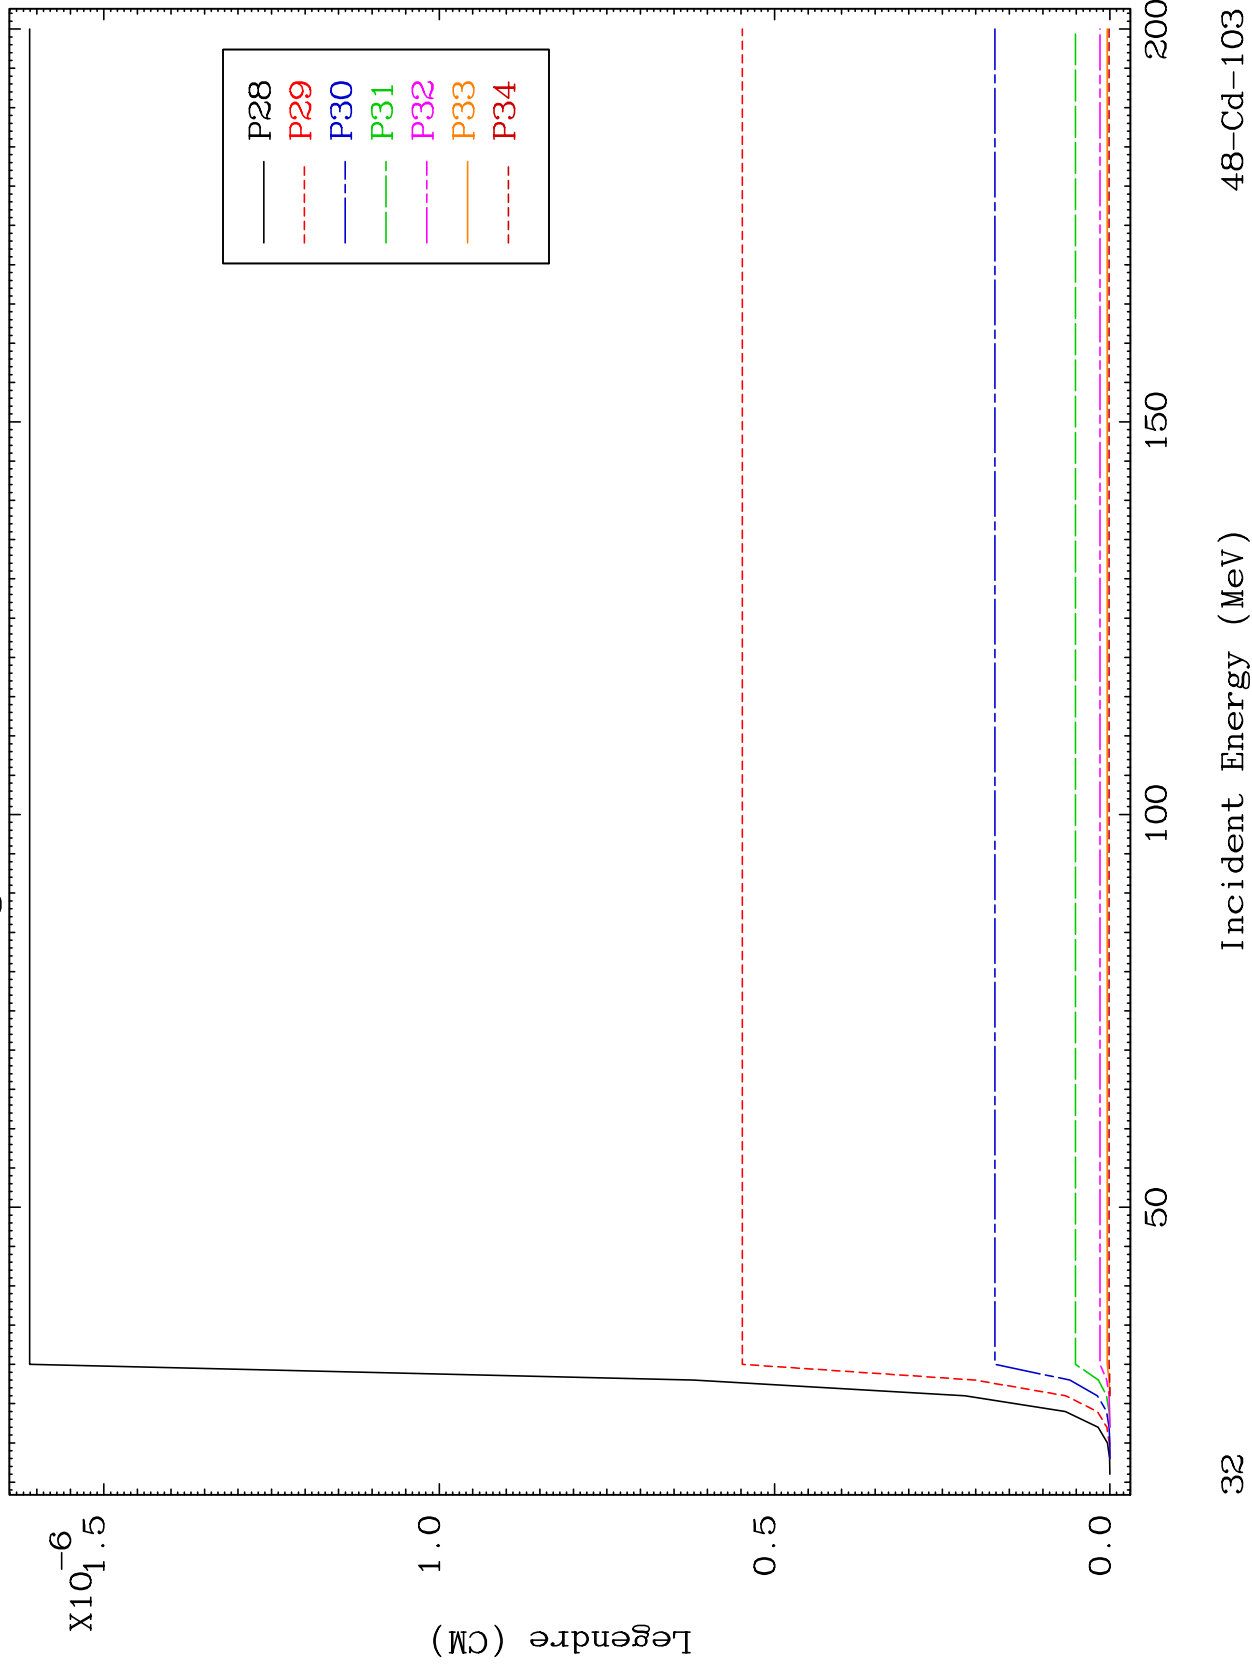 P28
P29
P30
P31
P32
P33
P34
X10-6
1.5
1.0
0.5
0.0
Legendre (CM)
50
100
150
200
Incident Energy (MeV)
32
48-Cd-103